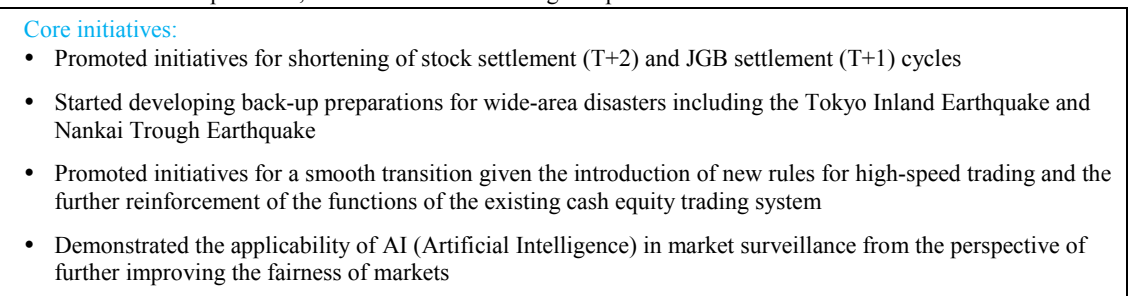 Core initiatives:
• Promoted initiatives for shortening of stock settlement (T+2) and JGB settlement (T+1) cycles
• Started developing back-up preparations for wide-area disasters including the Tokyo Inland Earthquake and
Nankai Trough Earthquake
• Promoted initiatives for a smooth transition given the introduction of new rules for high-speed trading and the
further reinforcement of the functions of the existing cash equity trading system
• Demonstrated the applicability of AI (Artificial Intelligence) in market surveillance from the perspective of
further improving the fairness of markets